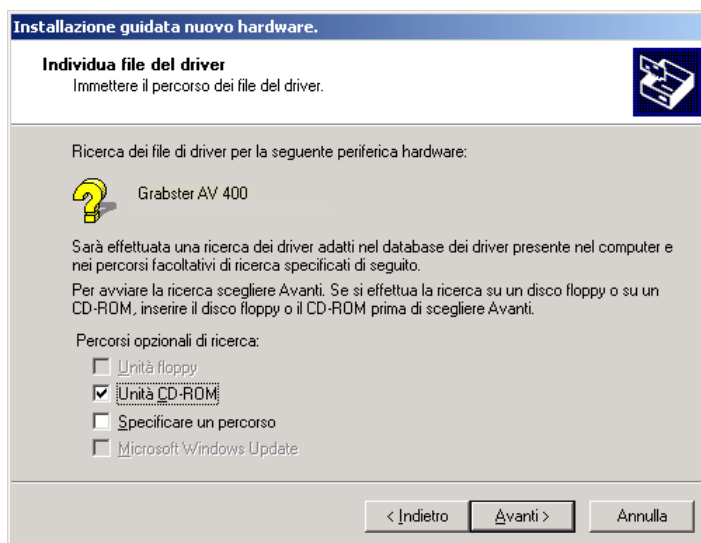 Installazione guidata nuovo hardware.
Individua file del driver
Immettere il percorso dei file del driver.
Ricerca dei file di driver per la seguente periferica hardware:
Grabster AV 400
Sarà effettuata una ricerca dei driver adatti nel database dei driver presente nel computer e
nei percorsi facoltativi di ricerca specificati di seguito.
Per avviare la ricerca scegliere Avanti. Se si effettua la ricerca su un disco floppy o su un
CD-ROM, inserire il disco floppy o il CD-ROM prima di scegliere Avanti.
Percorsi opzionali di ricerca:
Unità floppy
Unità CD-ROM
Specificare un percorso
Microsoft Windows Update
< Indietro Avanti > Annulla